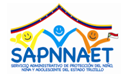 SAPNNAET
SERVICIO ADMINISTRATIVO DE PROTECCIÓN DEL NIÑO,
NIÑA Y ADOLESCENTE DEL ESTADO TRUJILLO